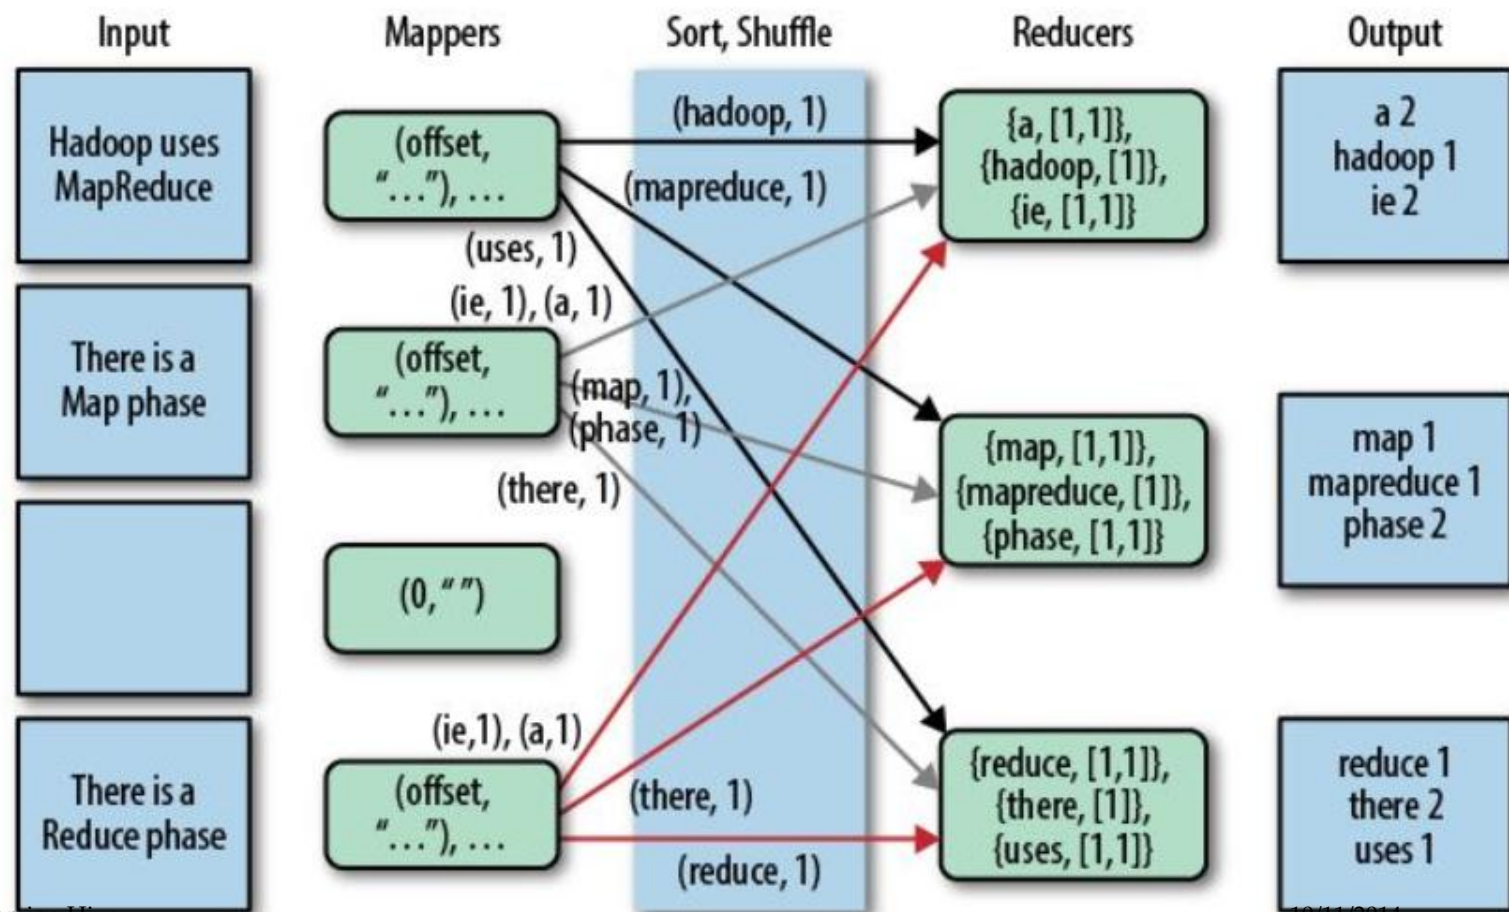 Input
Mappers
Sort, Shuffle
Reducers
Output
Hadoop uses
MapReduce
There is a
Map phase
There is a
Reduce phase
(offset,
“...”), ...
(offset,
“...”), ...
(0, “ ”)
(offset,
“...”), ...
(hadoop, 1)
(mapreduce, 1)
(uses, 1)
(ie, 1), (a, 1)
(map, 1),
(phase, 1)
(there, 1)
(ie,1), (a,1)
(there, 1)
(reduce, 1)
{a, [1,1]},
{hadoop, [1]},
{ie, [1,1]}
{map, [1,1]},
{mapreduce, [1]},
{phase, [1,1]}
{reduce, [1,1]},
{there, [1]},
{uses, [1,1]}
a 2
hadoop 1
ie 2
map 1
mapreduce 1
phase 2
reduce 1
there 2
uses 1